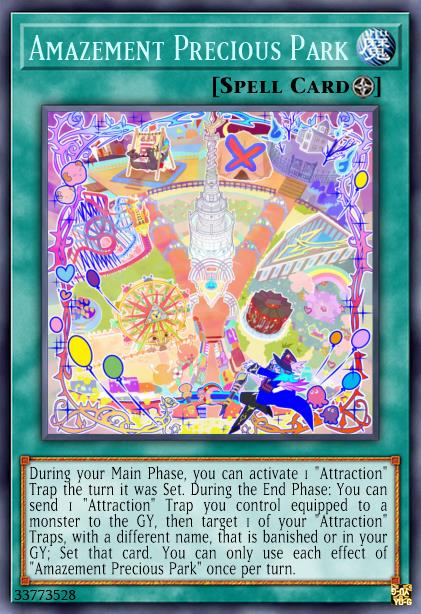 Amazement Precious Park
[Spell Card]
During your Main Phase, you can activate 1 "Attraction"
Trap the turn it was Set. During the End Phase: You can
send 1 "Attraction" Trap you control equipped to a
monster to the GY, then target 1 of your "Attraction"
Traps, with a different name, that is banished or in your
GY; Set that card. You can only use each effect of
"Amazement Precious Park" once per turn.
33773528